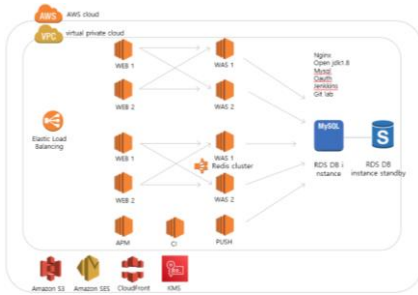 AWS cloud
virtual private cloud
WEB 1
WAS 1
Nginx
Open jdk1.8
Mysql
Oauth
Jenkins
Git lab
WEB 2
WAS 2
Elastic Load
Balancing
MySQL
RDS DB i
nstance
RDS DB
instance standby
WEB 1
WAS 1
Redis cluster
WEB 2
WAS 2
APM
CI
PUSH
Amazon S3
Amazon SES
CloudFront
KMS